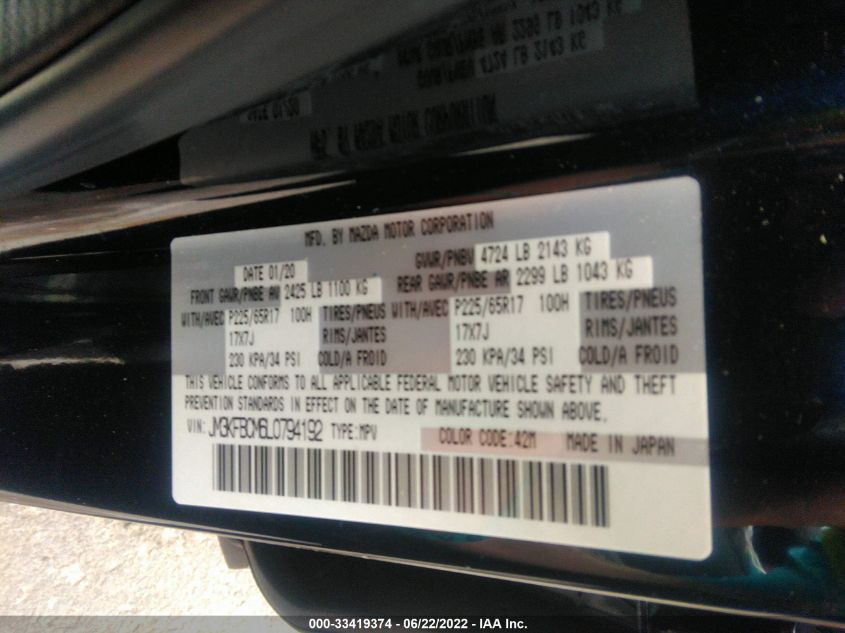 MFD. BY MAZDA MOTOR CORPORATION
DATE 01/20 GVWR/PNBV 4724 LB 2143 KG
FRONT GAWR/PNBE AV 2425 LB 1100 KG REAR GAWR/PNBE AR 2299 LB 1043 KG
WITH/AVEC P225/65R17 100H TIRES/PNEUS WITH/AVEC P225/65R17 100H TIRES/PNEUS
17X7J RIMS/JANTES 17X7J RIMS/JANTES
230 KPA/34 PSI COLD/A FROID 230 KPA/34 PSI COLD/A FROID
THIS VEHICLE CONFORMS TO ALL APPLICABLE FEDERAL MOTOR VEHICLE SAFETY AND THEFT
PREVENTION STANDARDS IN EFFECT ON THE DATE OF MANUFACTURE SHOWN ABOVE.
VIN: JM3KFBCM6L0794192 TYPE:MPV COLOR CODE:42M MADE IN JAPAN
000-33419374 - 06/22/2022 - IAA Inc.